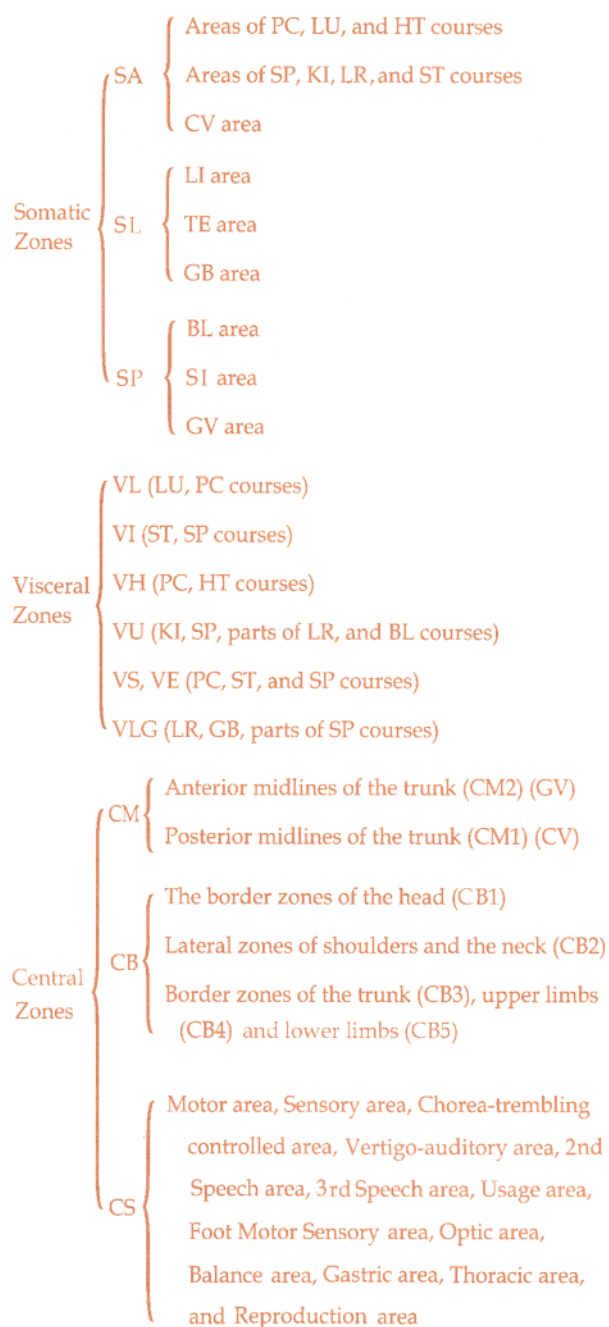 Somatic Zones
SA
Areas of PC, LU, and HT courses
Areas of SP, KI, LR, and ST courses
CV area
SL
LI area
TE area
GB area
SP
BL area
SI area
GV area
Visceral Zones
VL (LU, PC courses)
VI (ST, SP courses)
VH (PC, HT courses)
VU (KI, SP, parts of LR, and BL courses)
VS, VE (PC, ST, and SP courses)
VLG (LR, GB, parts of SP courses)
Central Zones
CM
Anterior midlines of the trunk (CM2) (GV)
Posterior midlines of the trunk (CM1) (CV)
CB
The border zones of the head (CB1)
Lateral zones of shoulders and the neck (CB2)
Border zones of the trunk (CB3), upper limbs
(CB4) and lower limbs (CB5)
CS
Motor area, Sensory area, Chorea-trembling
controlled area, Vertigo-auditory area, 2nd
Speech area, 3rd Speech area, Usage area,
Foot Motor Sensory area, Optic area,
Balance area, Gastric area, Thoracic area,
and Reproduction area